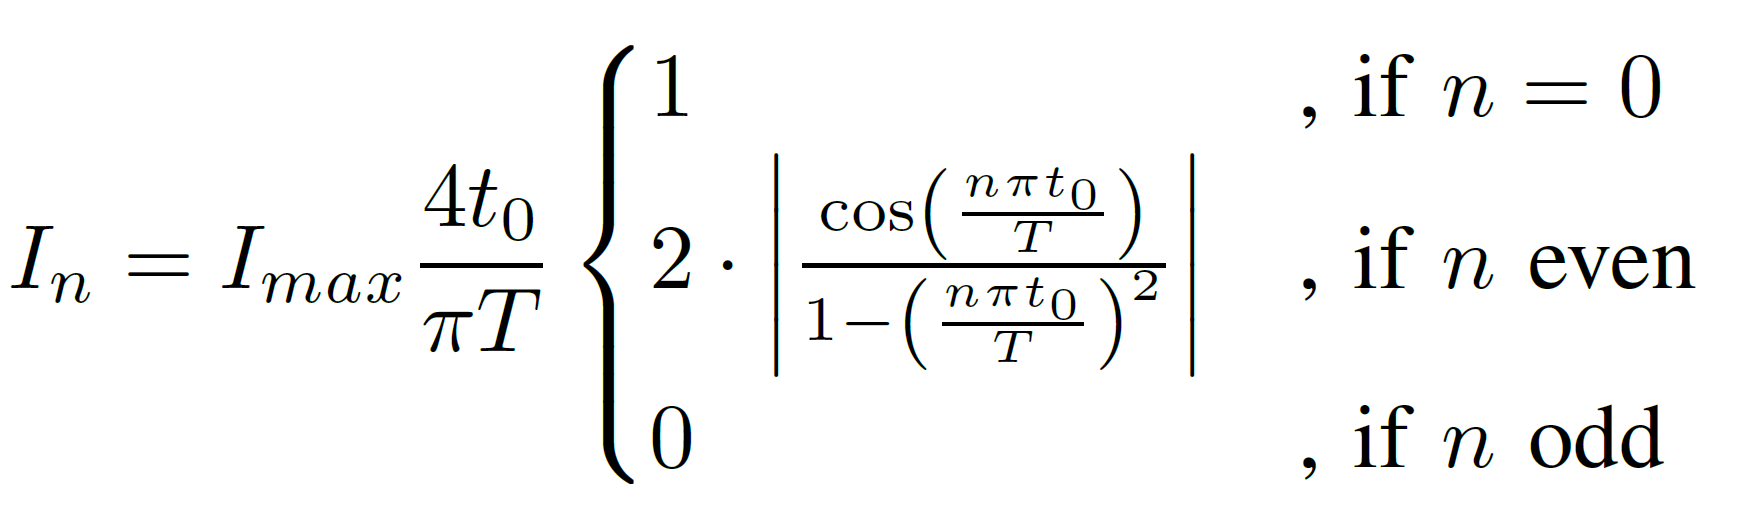 $I_n = I_{max} \frac{4t_0}{\pi T} \begin{cases} 1 & \text{, if } n = 0 \\ 2 \cdot \left| \frac{\cos\left(\frac{n\pi t_0}{T}\right)}{1-\left(\frac{n\pi t_0}{T}\right)^2} \right| & \text{, if } n \text{ even} \\ 0 & \text{, if } n \text{ odd} \end{cases}$